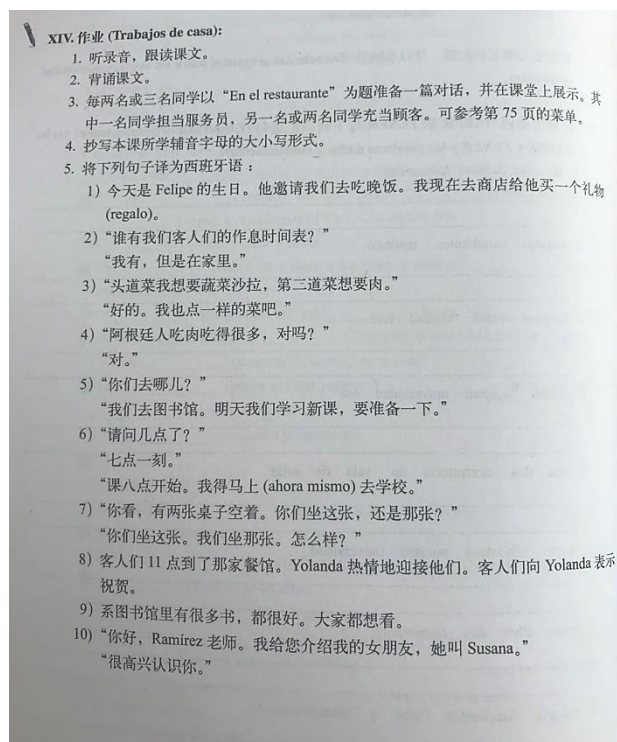 XIV. 作业 (Trabajos de casa):
1. 听录音，跟读课文。
2. 背诵课文。
3. 每两名或三名同学以“En el restaurante”为题准备一篇对话，并在课堂上展示。其
中一名同学担当服务员，另一名或两名同学充当顾客。可参考第 75 页的菜单。
4. 抄写本课所学辅音字母的大小写形式。
5. 将下列句子译为西班牙语：
1) 今天是 Felipe 的生日。他邀请我们去吃晚饭。我现在去商店给他买一个礼物
(regalo)。
2)“谁有我们客人们的作息时间表？”
“我有，但是在家里。”
3)“头道菜我想要蔬菜沙拉，第二道菜想要肉。”
“好的。我也点一样的菜吧。”
4)“阿根廷人吃肉吃得很多，对吗？”
“对。”
5)“你们去哪儿？”
“我们去图书馆。明天我们学习新课，要准备一下。”
6)“请问几点了？”
“七点一刻。”
“课八点开始。我得马上 (ahora mismo) 去学校。”
7)“你看，有两张桌子空着。你们坐这张，还是那张？”
“你们坐这张。我们坐那张。怎么样？”
8) 客人们 11 点到了那家餐馆。Yolanda 热情地迎接他们。客人们向 Yolanda 表示
祝贺。
9) 系图书馆里有很多书，都很好。大家都想看。
10)“你好，Ramírez 老师。我给您介绍我的女朋友，她叫 Susana。”
“很高兴认识你。”